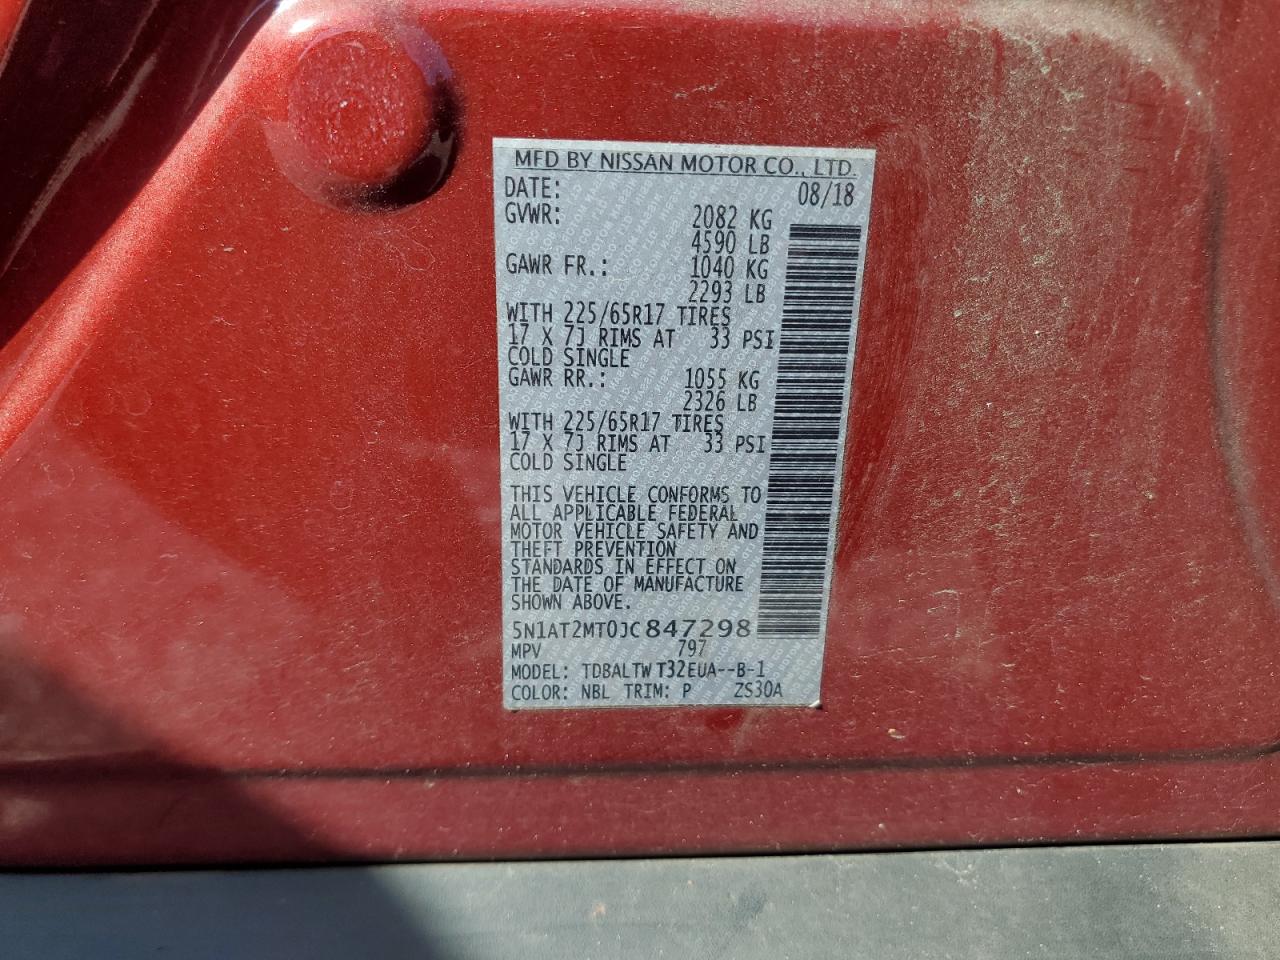 MFD BY NISSAN MOTOR CO., LTD.
DATE: 08/18
GVWR: 2082 KG
4590 LB
GAWR FR.: 1040 KG
2293 LB
WITH 225/65R17 TIRES
17 X 7J RIMS AT 33 PSI
COLD SINGLE
GAWR RR.: 1055 KG
2326 LB
WITH 225/65R17 TIRES
17 X 7J RIMS AT 33 PSI
COLD SINGLE
THIS VEHICLE CONFORMS TO
ALL APPLICABLE FEDERAL
MOTOR VEHICLE SAFETY AND
THEFT PREVENTION
STANDARDS IN EFFECT ON
THE DATE OF MANUFACTURE
SHOWN ABOVE.
5N1AT2MT0JC847298
MPV 797
MODEL: TDBALTW T32EUA--B-1
COLOR: NBL TRIM: P ZS30A